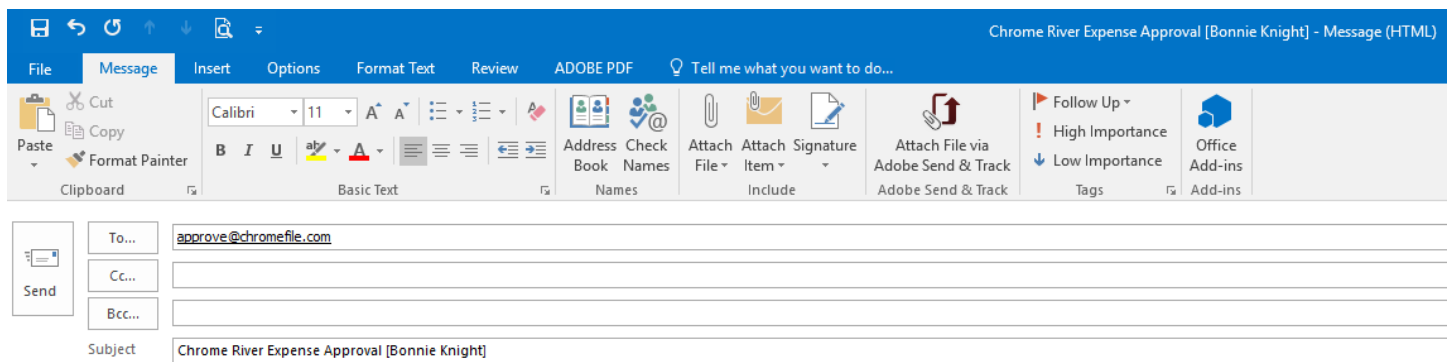 Chrome River Expense Approval [Bonnie Knight] - Message (HTML)
File Message Insert Options Format Text Review ADOBE PDF Tell me what you want to do...
Paste
Cut
Copy
Format Painter
Clipboard
Calibri 11 A A
B I U aby A
Basic Text
Address Book
Check Names
Names
Attach File
Attach Item
Signature
Include
Attach File via
Adobe Send & Track
Adobe Send & Track
Follow Up
High Importance
Low Importance
Tags
Office
Add-ins
Add-ins
Send
To... approve@chromefile.com
Cc...
Bcc...
Subject Chrome River Expense Approval [Bonnie Knight]